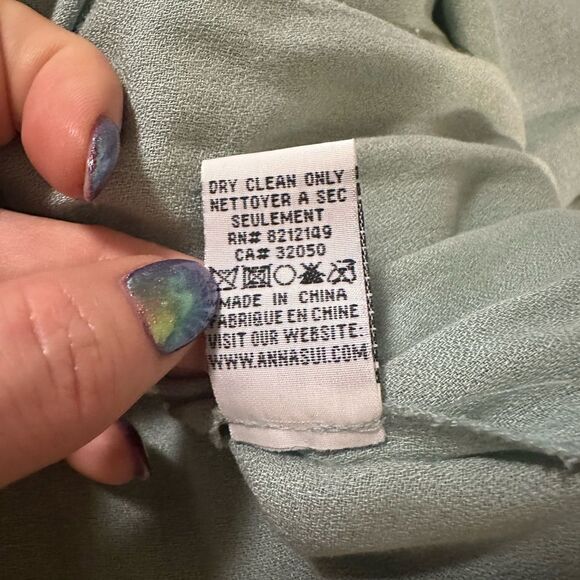 DRY CLEAN ONLY
NETTOYER A SEC
SEULEMENT
RN# 8212149
CA# 32050
MADE IN CHINA
FABRIQUE EN CHINE
VISIT OUR WEBSITE:
WWW.ANNASUI.COM